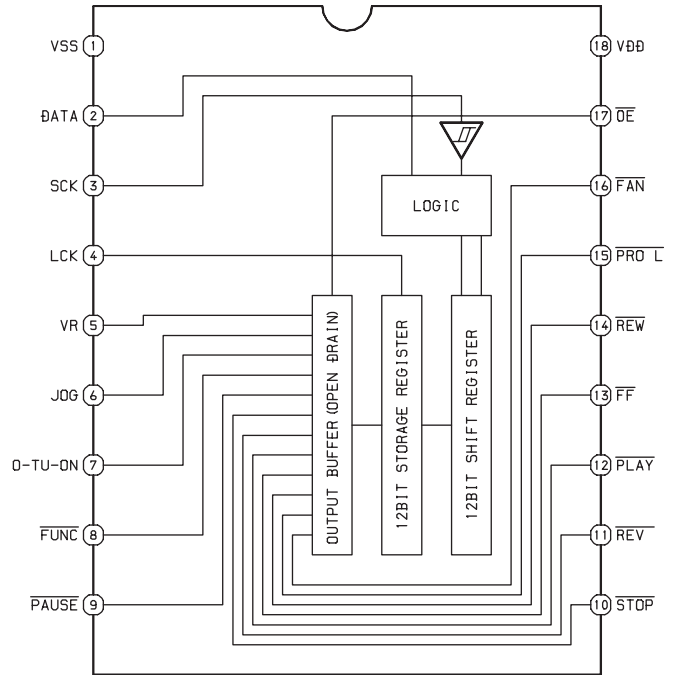 VSS 1
DATA 2
SCK 3
LCK 4
VR 5
JOG 6
O-TU-ON 7
FUNC 8
PAUSE 9
18 VDD
17 OE
16 FAN
15 PRO L
14 REW
13 FF
12 PLAY
11 REV
10 STOP
LOGIC
OUTPUT BUFFER (OPEN DRAIN)
12BIT STORAGE REGISTER
12BIT SHIFT REGISTER